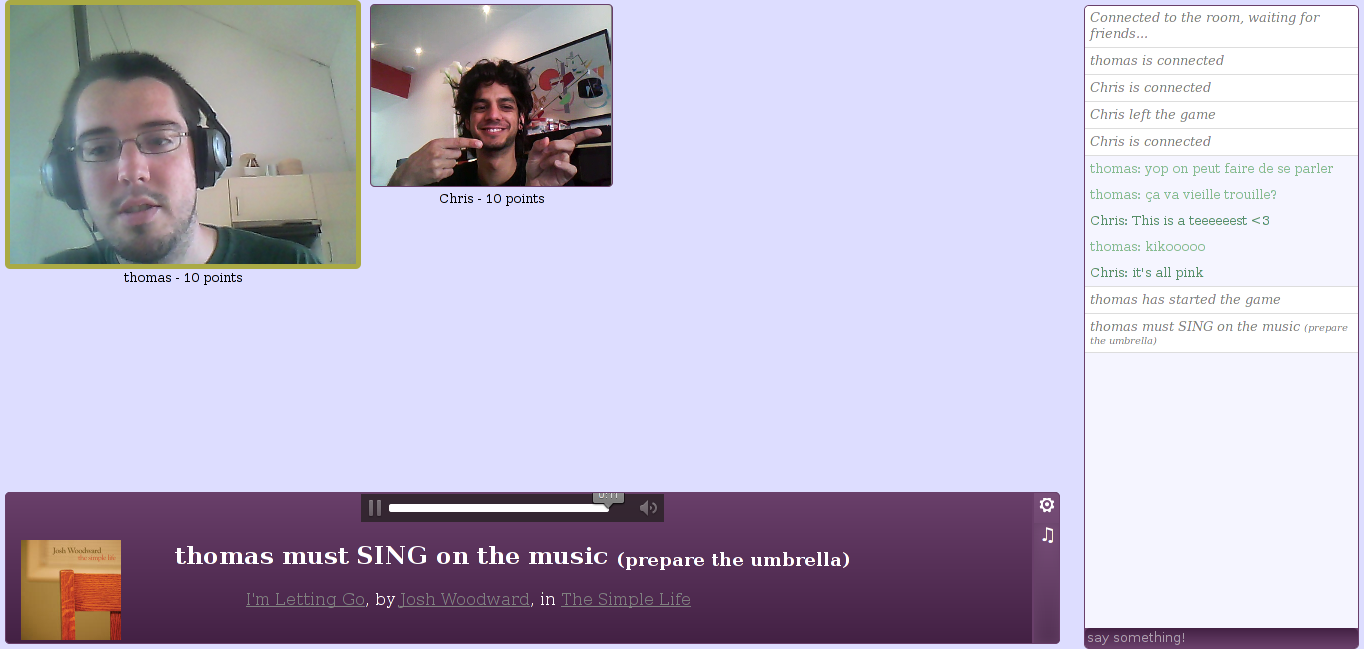 thomas - 10 points
Chris - 10 points
Connected to the room, waiting for
friends...
thomas is connected
Chris is connected
Chris left the game
Chris is connected
thomas: yop on peut faire de se parler
thomas: ça va vieille trouille?
Chris: This is a teeeeeest <3
thomas: kikooooo
Chris: it's all pink
thomas has started the game
thomas must SING on the music (prepare
the umbrella)
say something!
Josh Woodward
the simple life
thomas must SING on the music (prepare the umbrella)
I'm Letting Go, by Josh Woodward, in The Simple Life